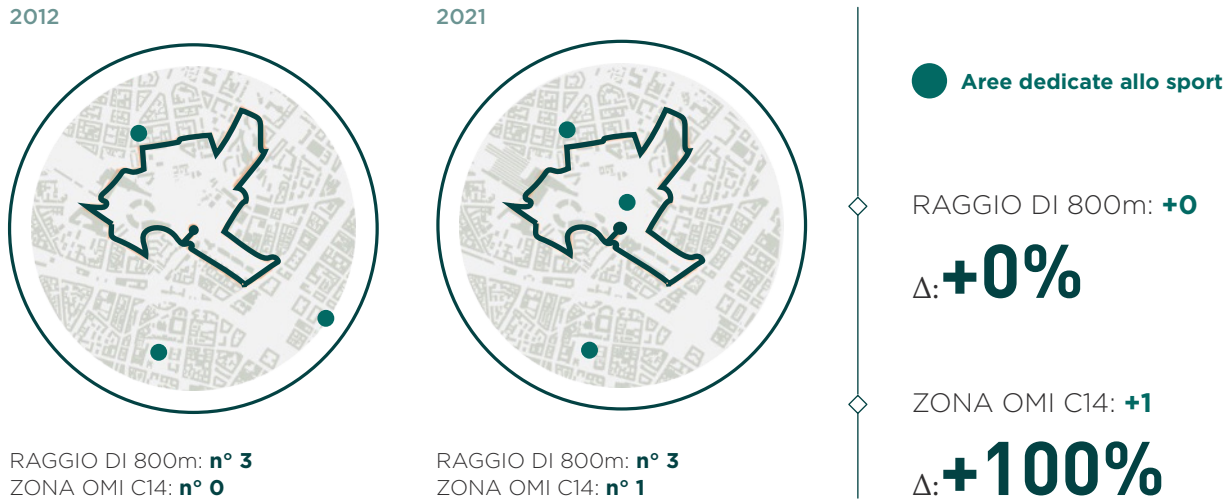 2012
RAGGIO DI 800m: n° 3
ZONA OMI C14: n° 0
2021
RAGGIO DI 800m: n° 3
ZONA OMI C14: n° 1
Aree dedicate allo sport
RAGGIO DI 800m: +0
Δ:+0%
ZONA OMI C14: +1
Δ:+100%